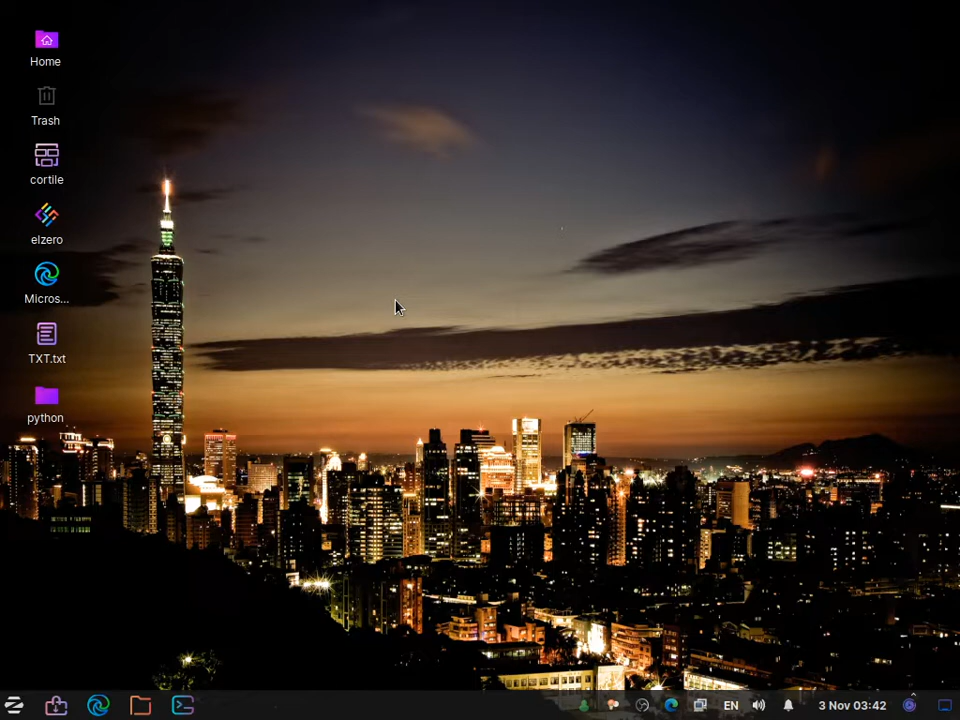 Home
Trash
cortile
elzero
Micros...
TXT.txt
python
EN
3 Nov 03:42